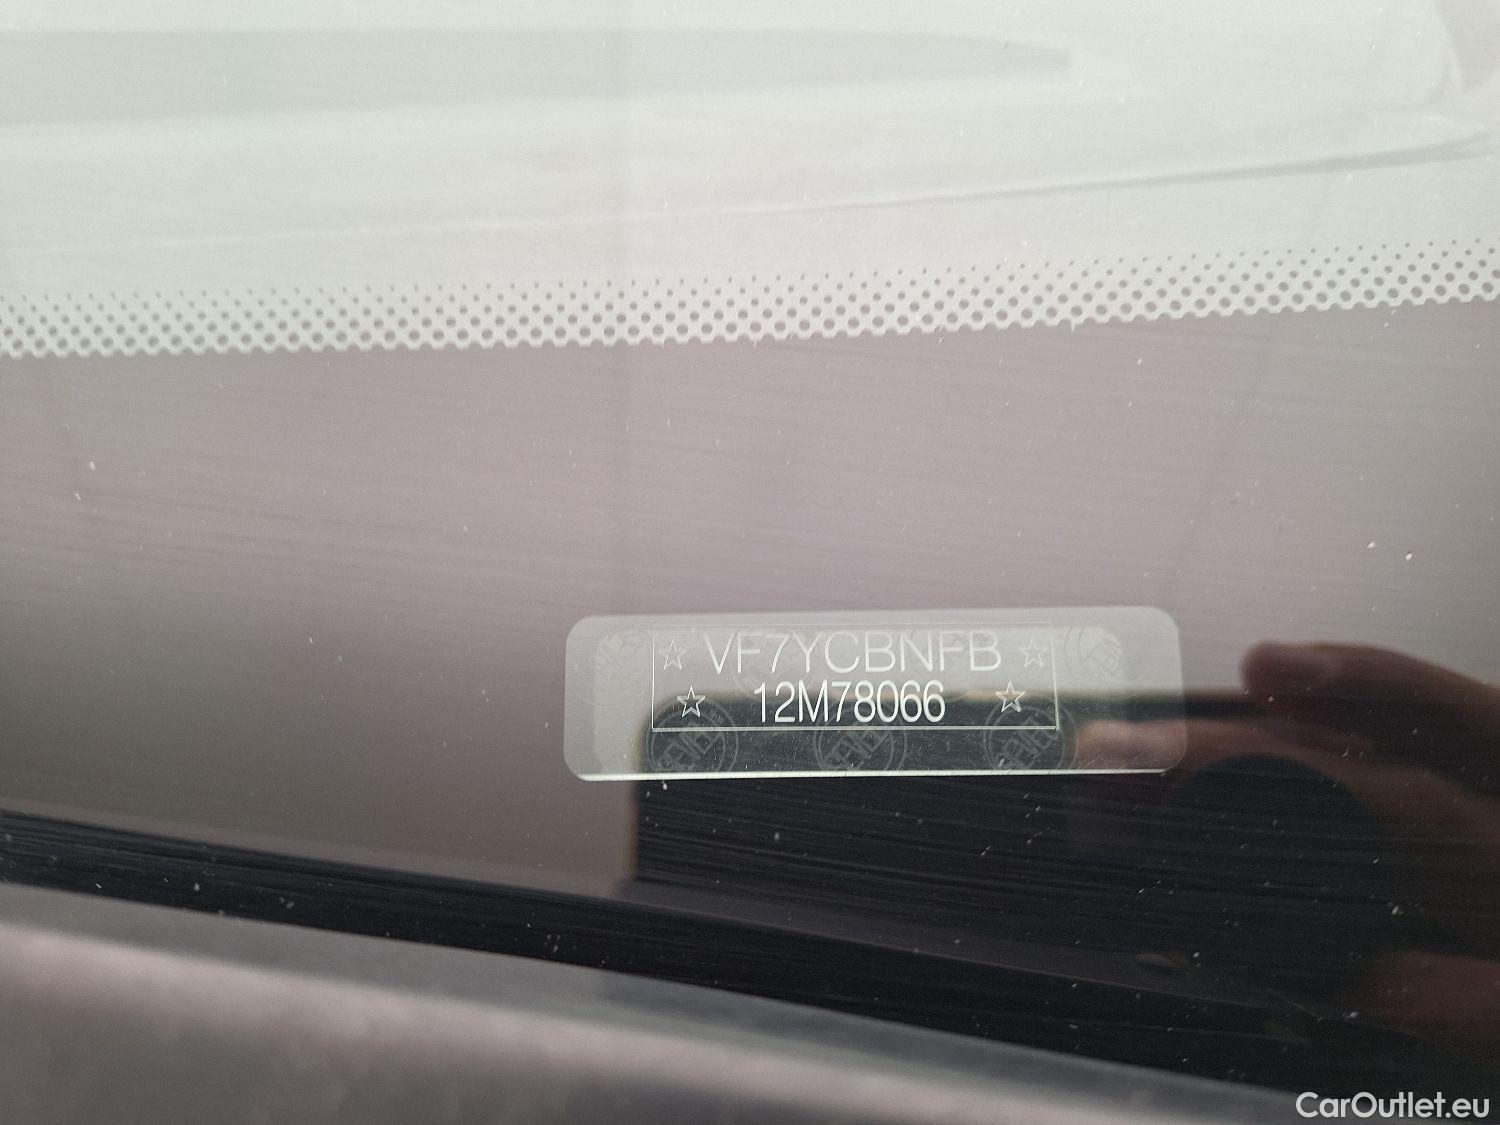 ☆ VF7YCBNFB ☆
☆ 12M78066 ☆
CarOutlet.eu